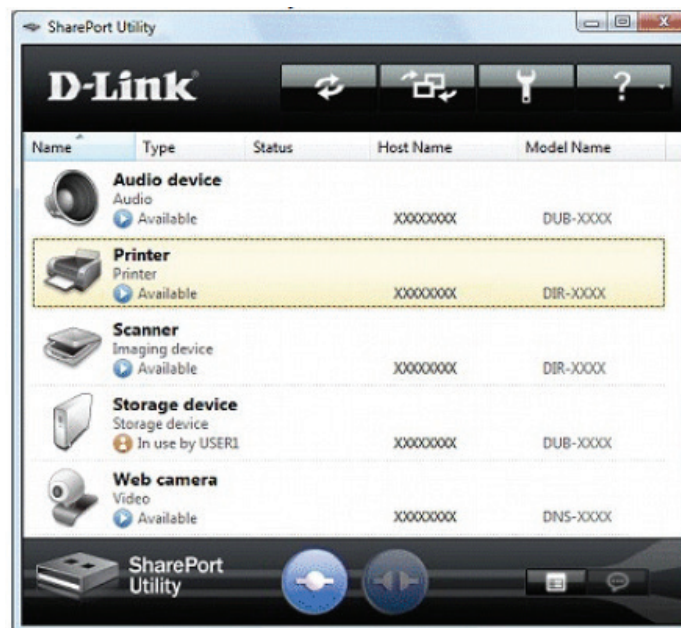 SharePort Utility
D-Link
?
Name Type Status Host Name Model Name
Audio device
Audio
Available XXXXXXXX DUB-XXXX
Printer
Printer
Available XXXXXXXX DIR-XXXX
Scanner
Imaging device
Available XXXXXXXX DIR-XXXX
Storage device
Storage device
In use by USER1 XXXXXXXX DUB-XXXX
Web camera
Video
Available XXXXXXXX DNS-XXXX
SharePort
Utility